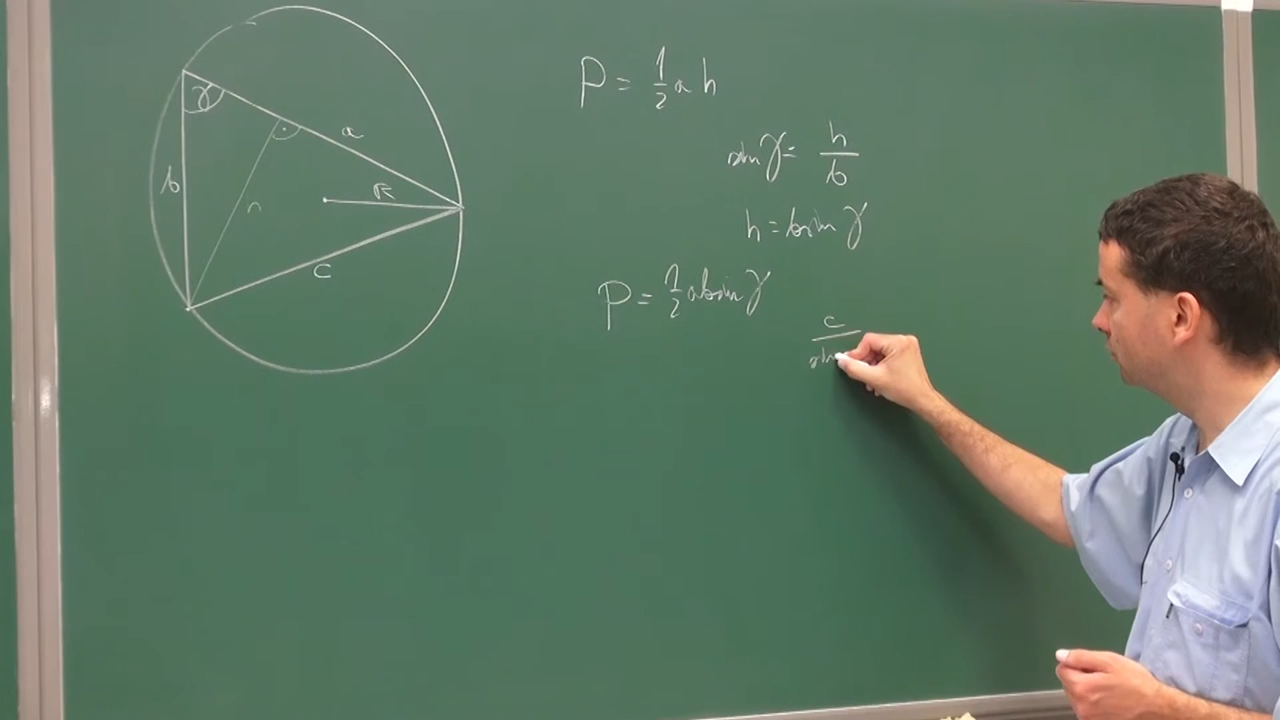 P = 1/2 a h
sin γ = h/b
h = b sin γ
P = 1/2 ab sin γ
c/sin
γ
a
b
R
h
c